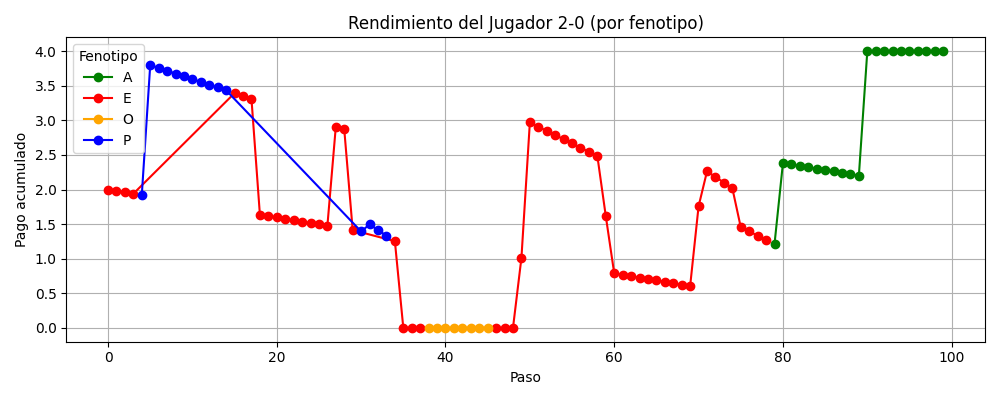 Rendimiento del Jugador 2-0 (por fenotipo)
Pago acumulado
4.0
3.5
3.0
2.5
2.0
1.5
1.0
0.5
0.0
Fenotipo
A
E
O
P
0
20
40
60
80
100
Paso